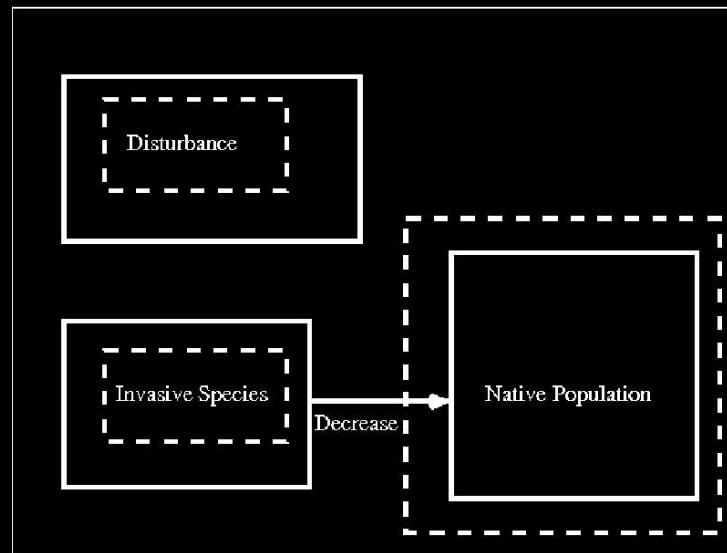 Disturbance
Invasive Species
Decrease
Native Population